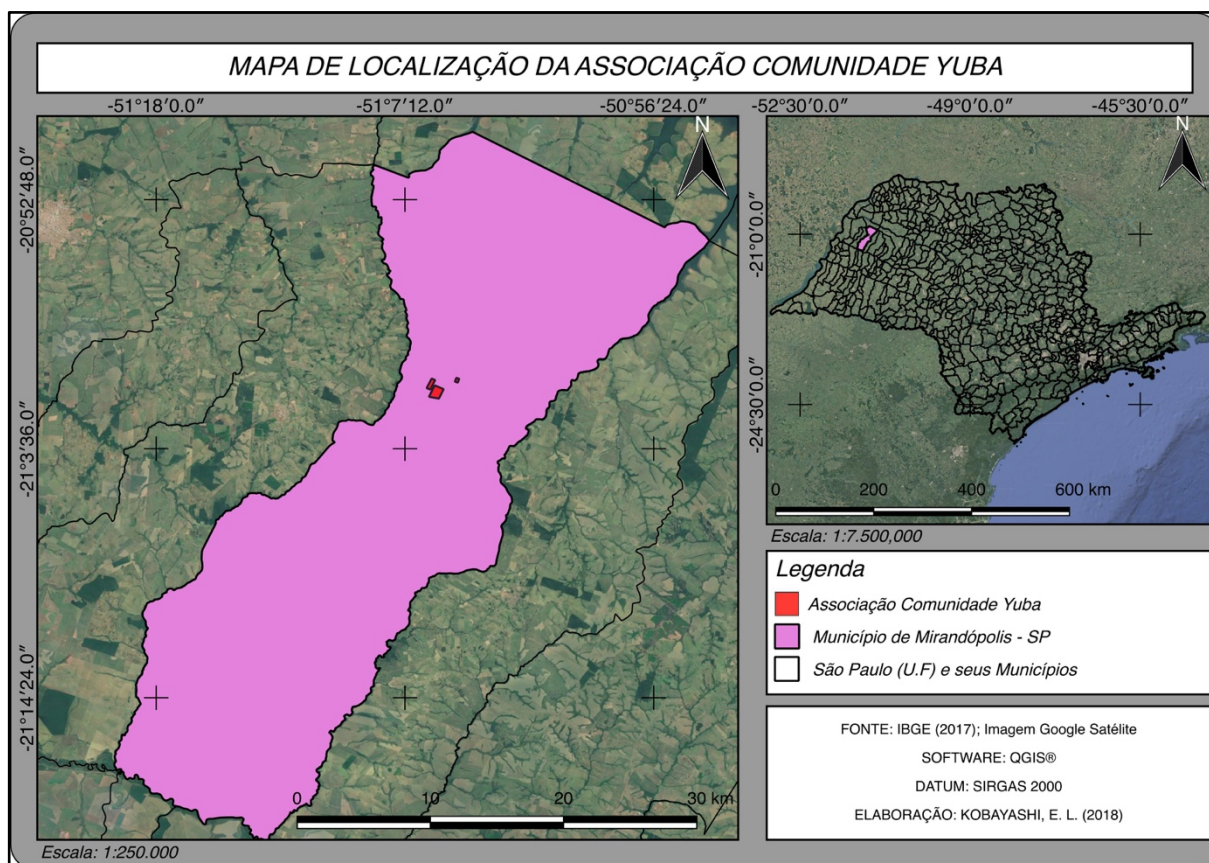 MAPA DE LOCALIZAÇÃO DA ASSOCIAÇÃO COMUNIDADE YUBA
-51°18′0.0″
-51°7′12.0″
-50°56′24.0″
-20°52′48.0″
-21°3′36.0″
-21°14′24.0″
N
0
10
20
30 km
Escala: 1:250.000
-52°30′0.0″
-49°0′0.0″
-45°30′0.0″
-21°0′0.0″
-24°30′0.0″
N
0
200
400
600 km
Escala: 1:7.500,000
Legenda
Associação Comunidade Yuba
Município de Mirandópolis - SP
São Paulo (U.F) e seus Municípios
FONTE: IBGE (2017); Imagem Google Satélite
SOFTWARE: QGIS®
DATUM: SIRGAS 2000
ELABORAÇÃO: KOBAYASHI, E. L. (2018)